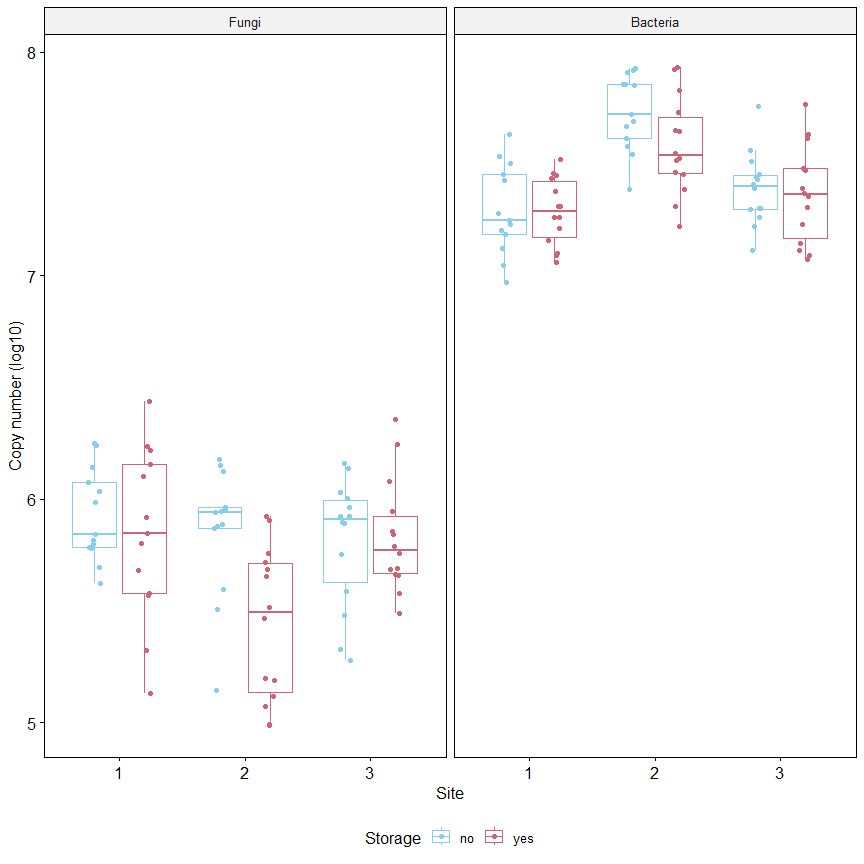 Fungi
Bacteria
8
7
6
5
Copy number (log10)
1
2
3
1
2
3
Site
Storage no yes